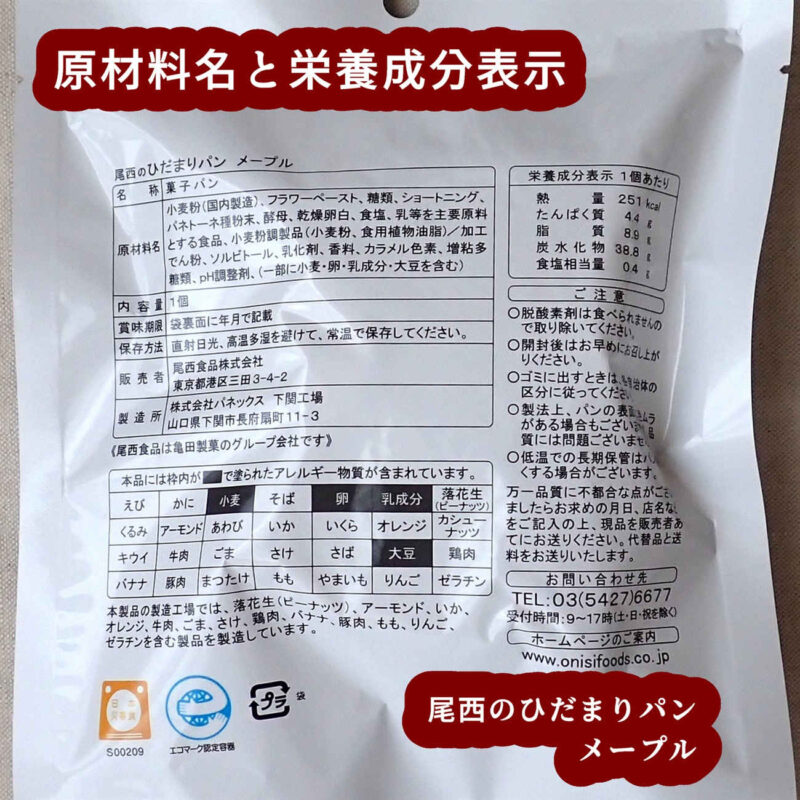 原材料名と栄養成分表示
尾西のひだまりパン メープル
名 称 菓子パン
原材料名
小麦粉(国内製造)、フラワーペースト、糖類、ショートニング、
パネトーネ種粉末、酵母、乾燥卵白、食塩、乳等を主要原料
とする食品、小麦粉調製品(小麦粉、食用植物油脂)/加工
でん粉、ソルビトール、乳化剤、香料、カラメル色素、増粘多
糖類、pH調整剤、(一部に小麦・卵・乳成分・大豆を含む)
内容量 1個
賞味期限 袋裏面に年月で記載
保存方法 直射日光、高温多湿を避けて、常温で保存してください。
販売者 尾西食品株式会社
東京都港区三田3-4-2
製造所 株式会社パネックス 下関工場
山口県下関市長府扇町11-3
《尾西食品は亀田製菓のグループ会社です》
本品には枠内が で塗られたアレルギー物質が含まれています。
えび かに 小麦 そば 卵 乳成分 落花生(ピーナッツ)
くるみ アーモンド あわび いか いくら オレンジ カシューナッツ
キウイ 牛肉 ごま さけ さば 大豆 鶏肉
バナナ 豚肉 まつたけ もも やまいも りんご ゼラチン
本製品の製造工場では、落花生(ピーナッツ)、アーモンド、いか、
オレンジ、牛肉、ごま、さけ、鶏肉、バナナ、豚肉、もも、りんご、
ゼラチンを含む製品を製造しています。
栄養成分表示 1個あたり
熱量 251 kcal
たんぱく質 4.4 g
脂質 8.9 g
炭水化物 38.8 g
食塩相当量 0.4 g
ご注意
○脱酸素剤は食べられませんの
で取り除いてください。
○開封後はお早めにお召し上が
りください。
○ゴミに出すときは、 治体の
区分に従ってくださ
○製法上、パンの表 ムラ
がある場合もござい 品
質には問題ございませ
○低温での長期保管は
くする場合がございます。
万一品質に不都合な点がござ
ましたらお求めの月日、店名な
をご記入の上、現品を販売者あ
てにお送りください。代替品と送
料をお送りいたします。
お問い合わせ先
TEL:03(5427)6677
受付時間:9~17時(土・日・祝を除く)
ホームページのご案内
www.onisifoods.co.jp
日本
災害食
S00209
エコマーク認定容器
プラ 袋
尾西のひだまりパン
メープル